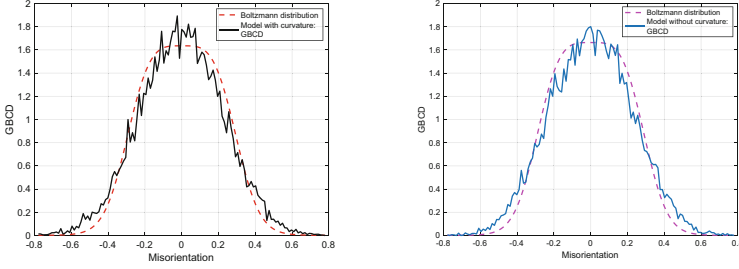 2
1.8
1.6
1.4
1.2
1
0.8
0.6
0.4
0.2
0
GBCD
-0.8 -0.6 -0.4 -0.2 0 0.2 0.4 0.6 0.8
Misorientation
Boltzmann distribution
Model with curvature:
GBCD
2
1.8
1.6
1.4
1.2
1
0.8
0.6
0.4
0.2
0
GBCD
-0.8 -0.6 -0.4 -0.2 0 0.2 0.4 0.6 0.8
Misorientation
Boltzmann distribution
Model without curvature:
GBCD